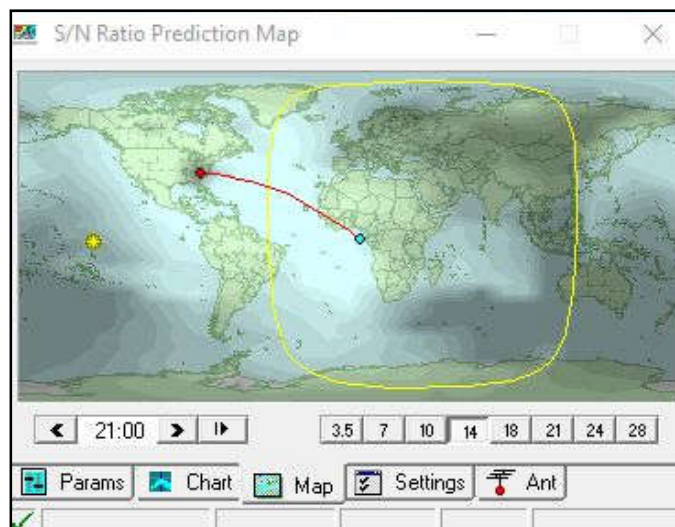 S/N Ratio Prediction Map
21:00 3.5 7 10 14 18 21 24 28
Params Chart Map Settings Ant